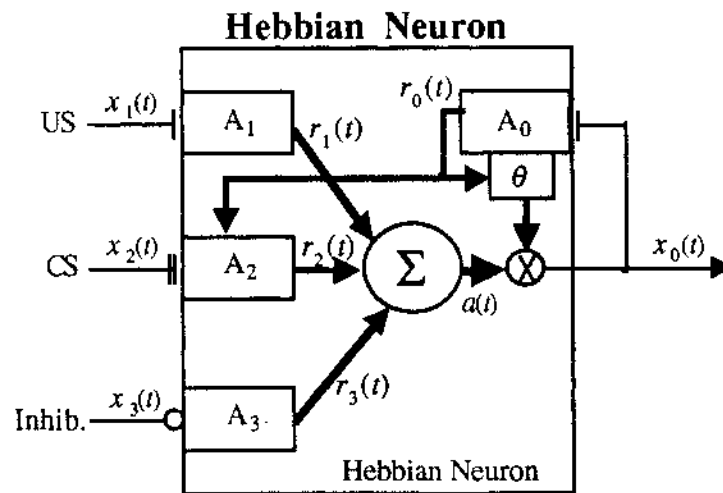 Hebbian Neuron
US x₁(t) A₁ r₁(t) r₀(t) A₀
θ
CS x₂(t) A₂ r₂(t) Σ a(t) X x₀(t)
Inhib. x₃(t) A₃ r₃(t)
Hebbian Neuron